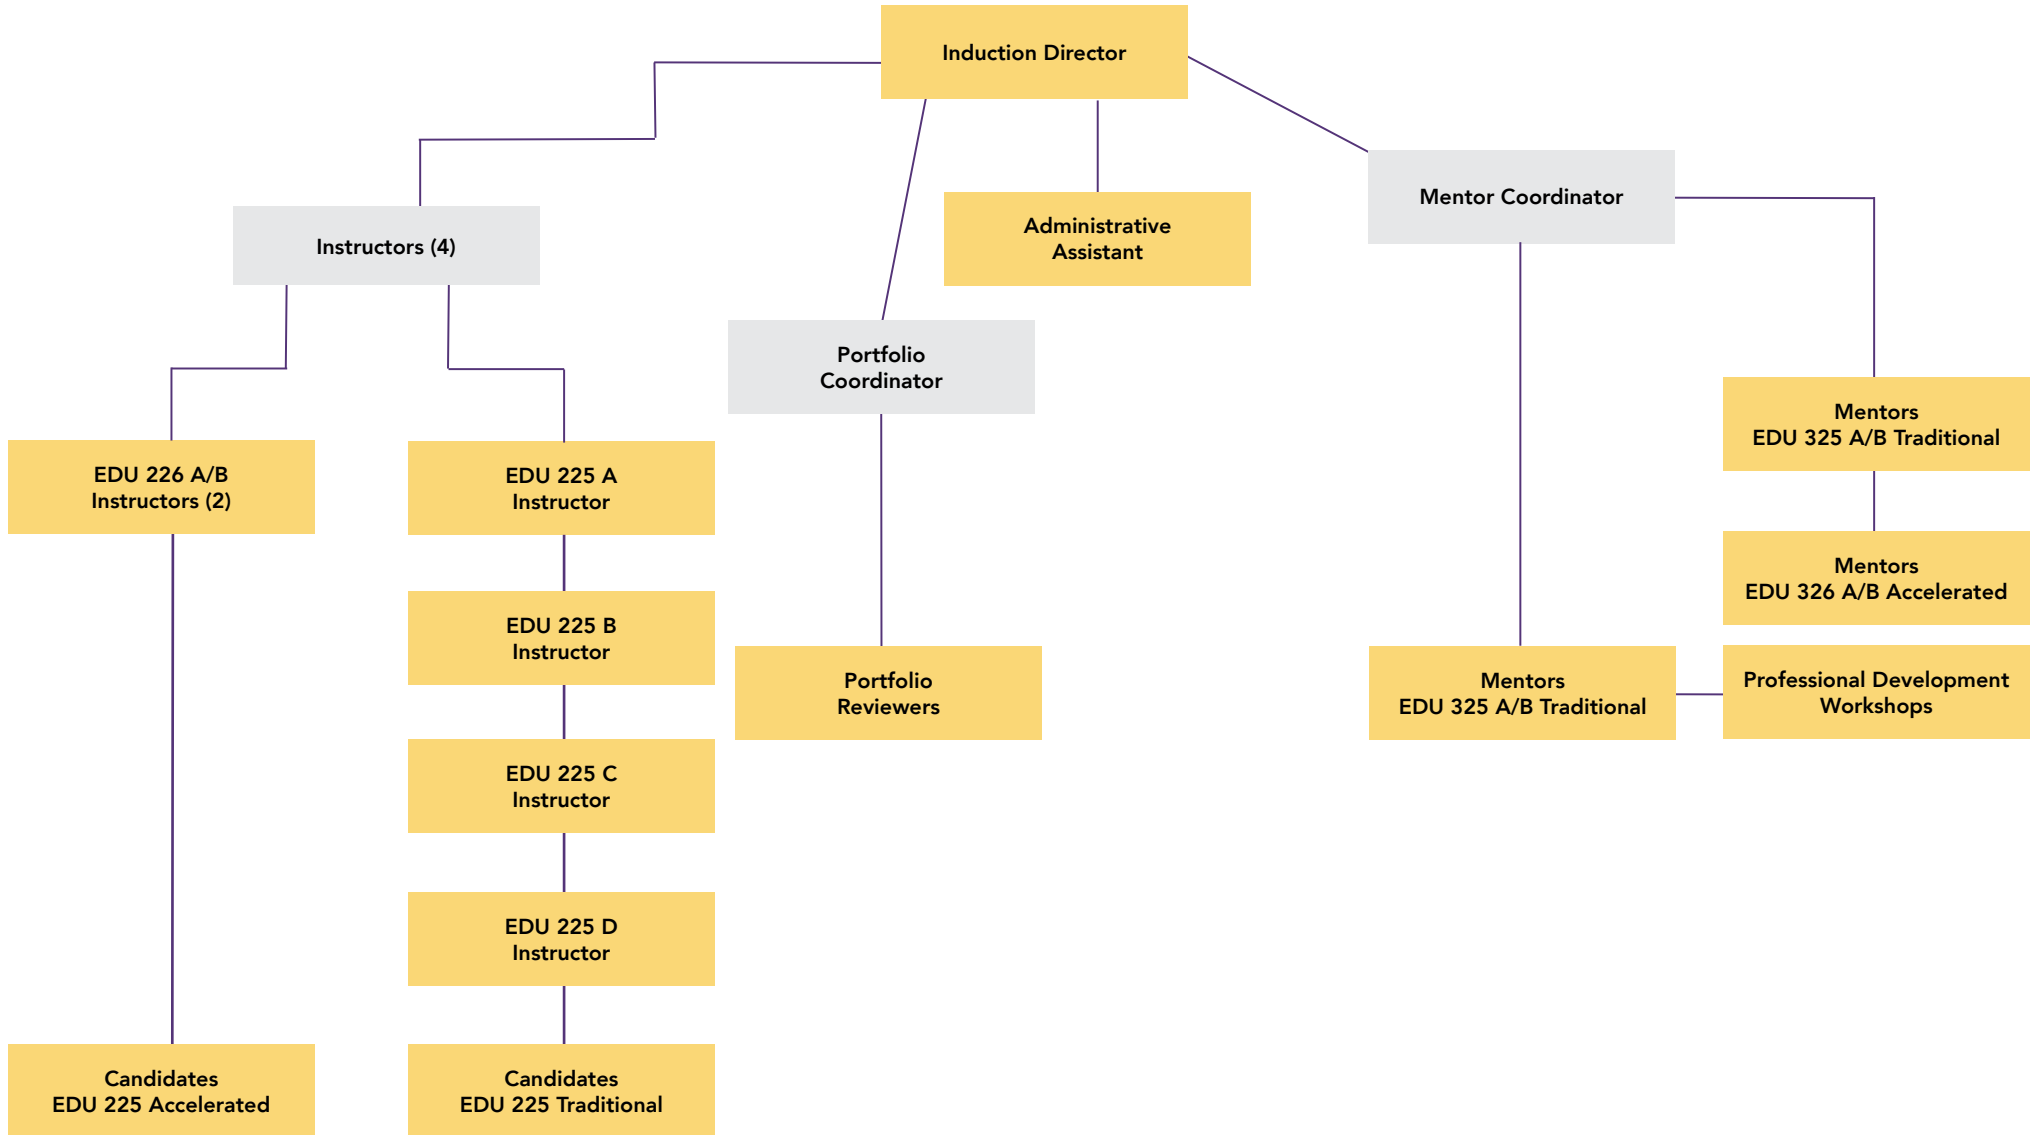 Induction Director
Mentor Coordinator
Administrative
Assistant
Instructors (4)
Portfolio
Coordinator
Mentors
EDU 325 A/B Traditional
EDU 226 A/B
Instructors (2)
EDU 225 A
Instructor
Mentors
EDU 326 A/B Accelerated
EDU 225 B
Instructor
Portfolio
Reviewers
Mentors
EDU 325 A/B Traditional
Professional Development
Workshops
EDU 225 C
Instructor
EDU 225 D
Instructor
Candidates
EDU 225 Accelerated
Candidates
EDU 225 Traditional